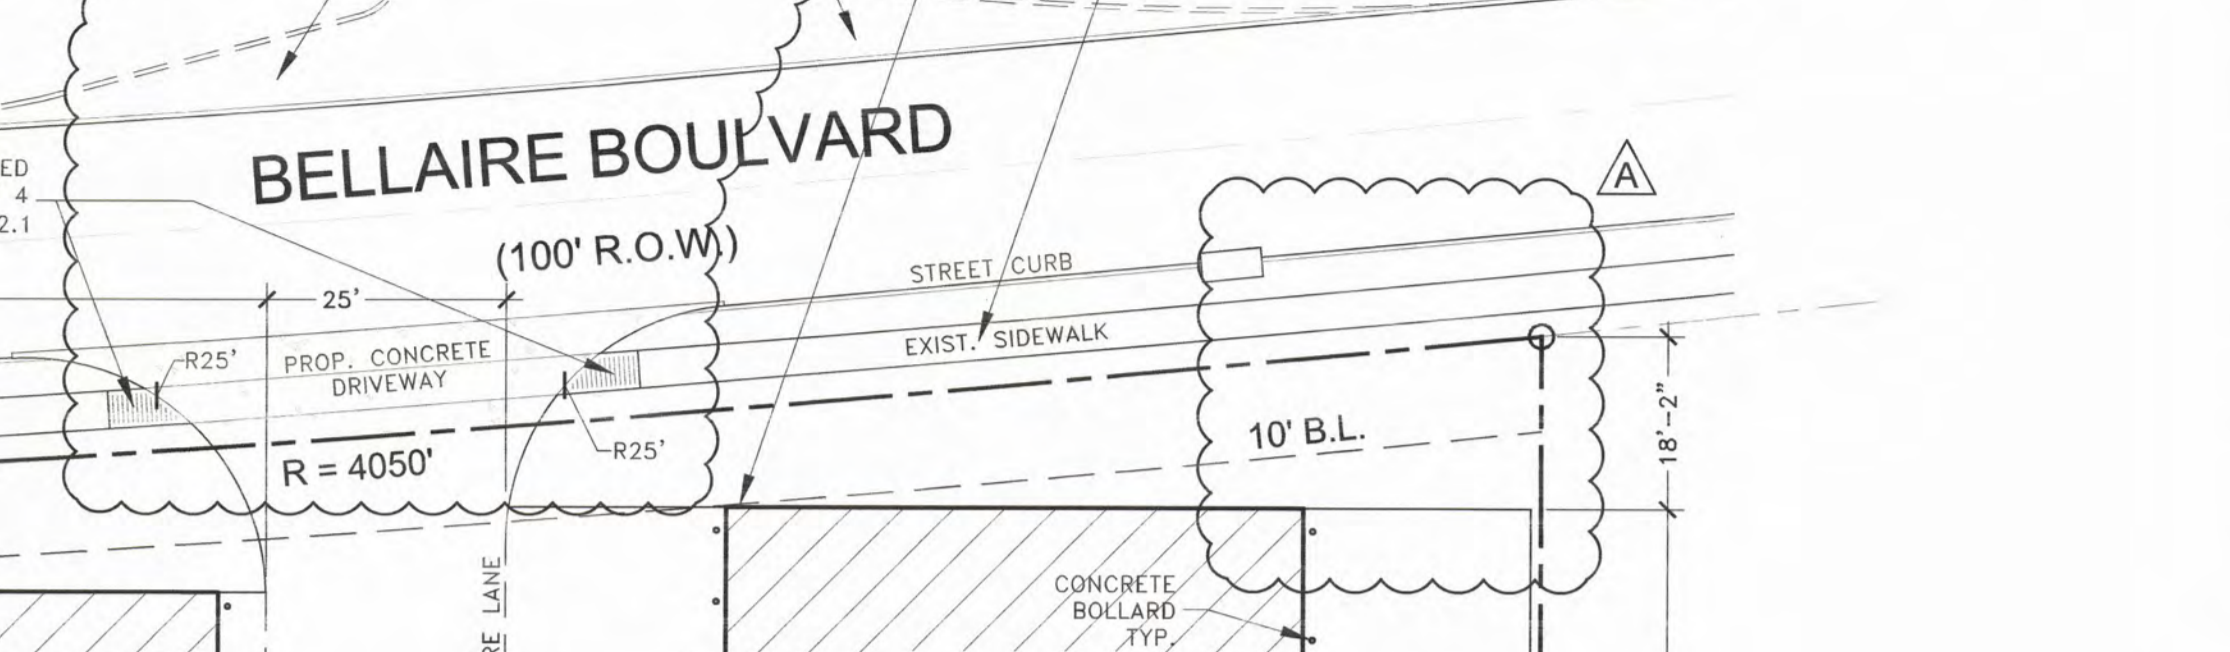 BELLAIRE BOULVARD
(100' R.O.W.)
A
ED
4
2.1
STREET CURB
25'
EXIST. SIDEWALK
R25'
PROP. CONCRETE
DRIVEWAY
R25'
R = 4050'
10' B.L.
18'-2"
RE LANE
CONCRETE
BOLLARD
TYP.